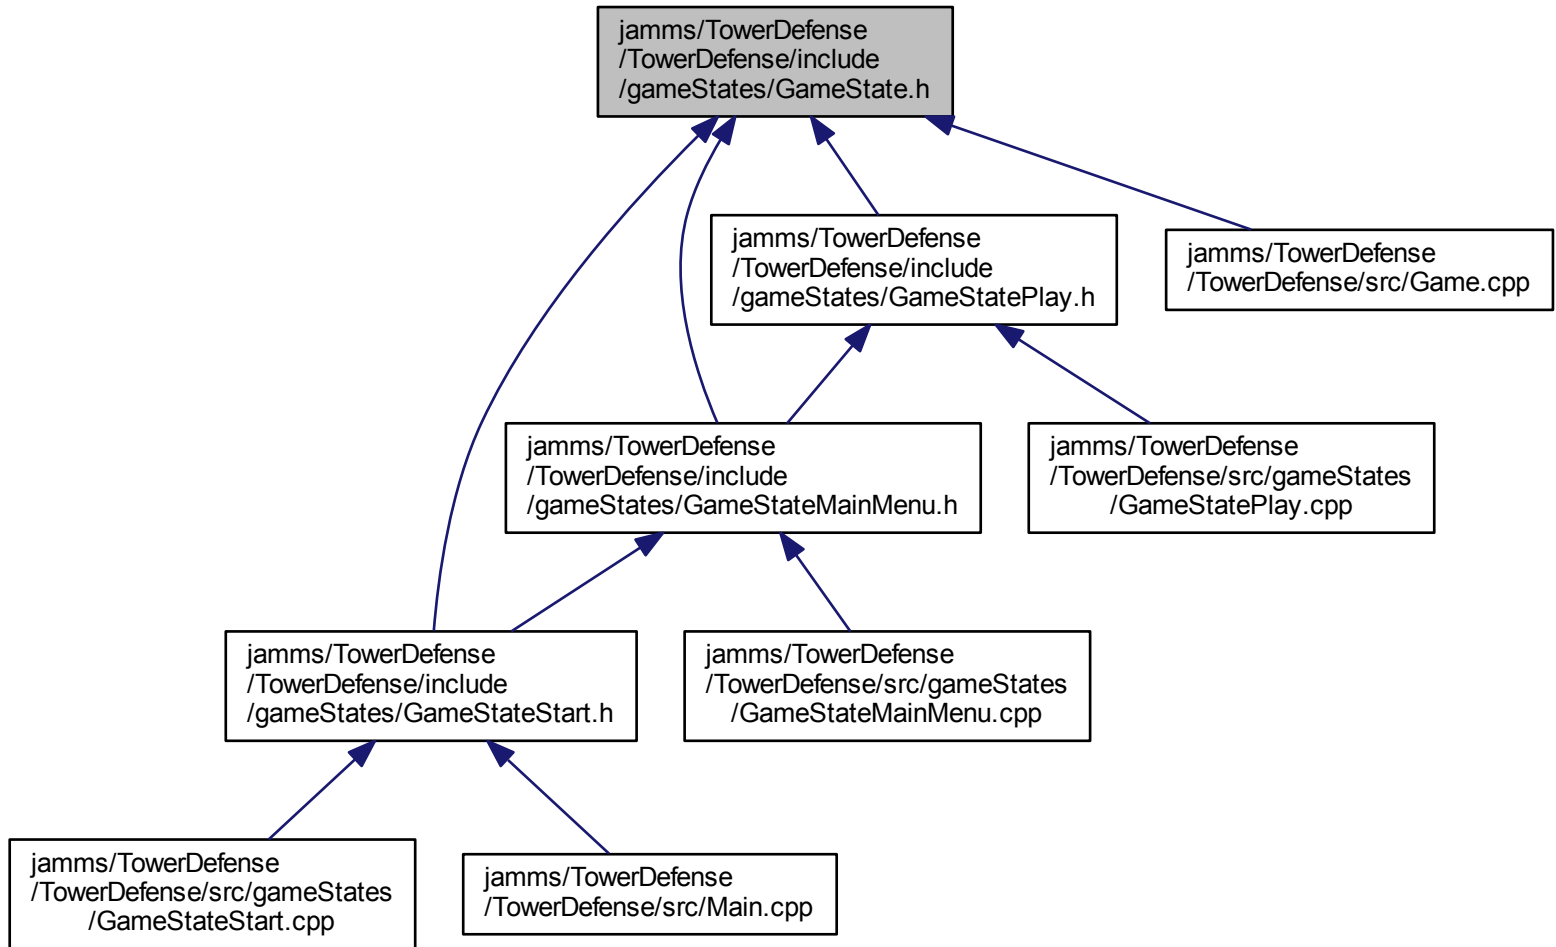 jamms/TowerDefense
/TowerDefense/include
/gameStates/GameState.h
jamms/TowerDefense
/TowerDefense/include
/gameStates/GameStatePlay.h
jamms/TowerDefense
/TowerDefense/src/Game.cpp
jamms/TowerDefense
/TowerDefense/include
/gameStates/GameStateMainMenu.h
jamms/TowerDefense
/TowerDefense/src/gameStates
/GameStatePlay.cpp
jamms/TowerDefense
/TowerDefense/include
/gameStates/GameStateStart.h
jamms/TowerDefense
/TowerDefense/src/gameStates
/GameStateMainMenu.cpp
jamms/TowerDefense
/TowerDefense/src/gameStates
/GameStateStart.cpp
jamms/TowerDefense
/TowerDefense/src/Main.cpp